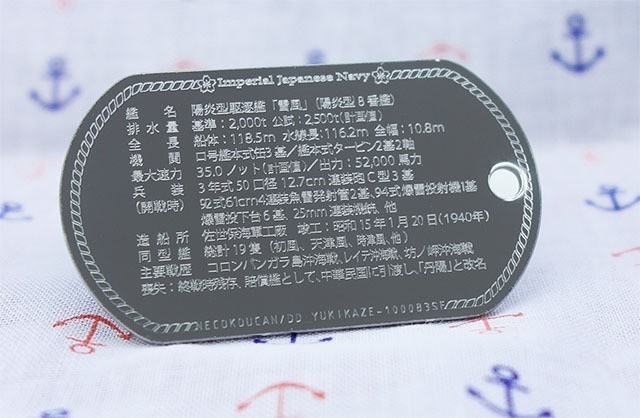 Imperial Japanese Navy
艦名 陽炎型駆逐艦「雪風」(陽炎型8番艦)
排水量 基準:2,000t 公試:2,500t(計画値)
全長 船体:118.5m 水線長:116.2m 全幅:10.8m
機関 ロ号艦本式缶3基/艦本式タービン2基2軸
最大速力 35.0ノット(計画値)/出力:52,000馬力
兵装 3年式50口径12.7cm連装砲C型3基
(開戦時) 92式61cm4連装魚雷発射管2基、94式爆雷投射機1基
爆雷投下台6基、25mm連装機銃、他
造船所 佐世保海軍工廠 竣工:昭和15年1月20日(1940年)
同型艦 総計19隻(初風、天津風、時津風、他)
主要戦歴 コロンバンガラ島沖海戦、レイテ沖海戦、坊ノ岬沖海戦
喪失:終戦時残存、賠償艦として、中華民国に引渡し、「丹陽」と改名
NECOKOUCAN/DD YUKIKAZE-100083SF